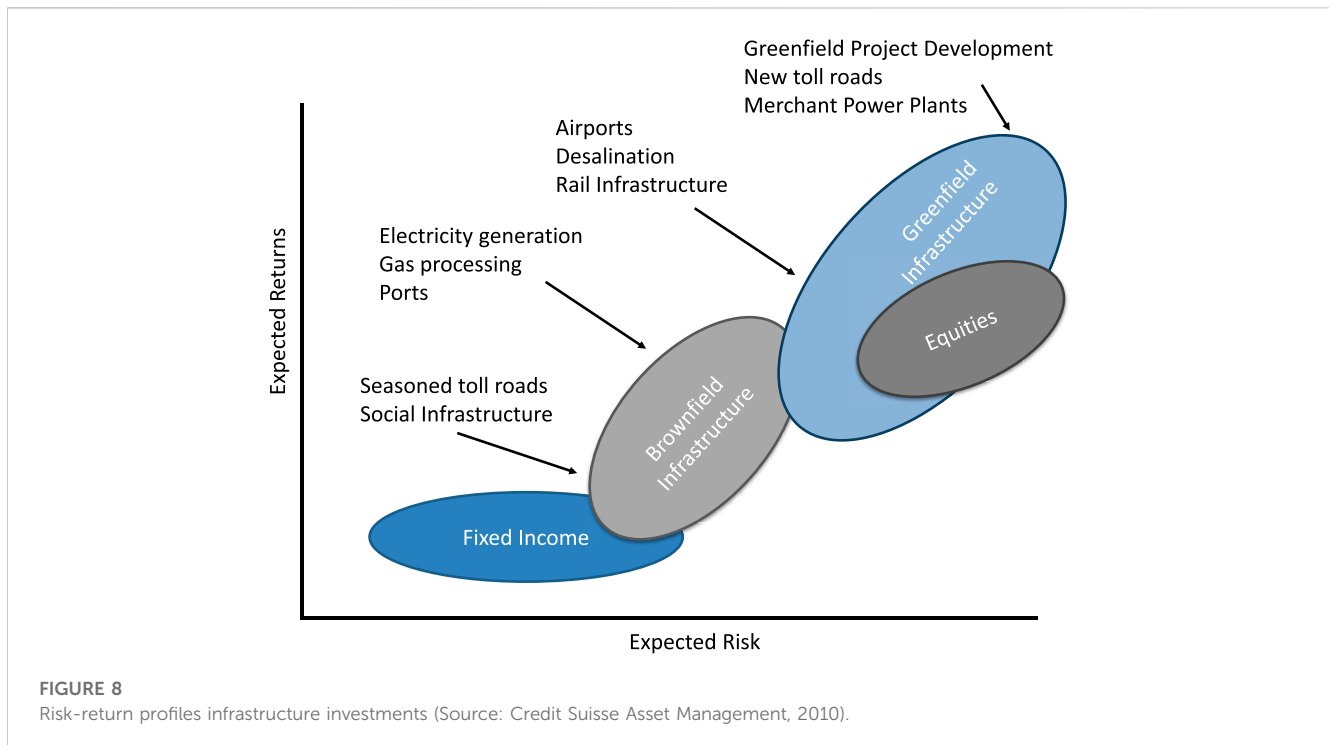 Greenfield Project Development
New toll roads
Merchant Power Plants
Airports
Desalination
Rail Infrastructure
Electricity generation
Gas processing
Ports
Seasoned toll roads
Social Infrastructure
Expected Returns
Greenfield
Infrastructure
Equities
Brownfield
Infrastructure
Fixed Income
Expected Risk
FIGURE 8
Risk-return profiles infrastructure investments (Source: Credit Suisse Asset Management, 2010).